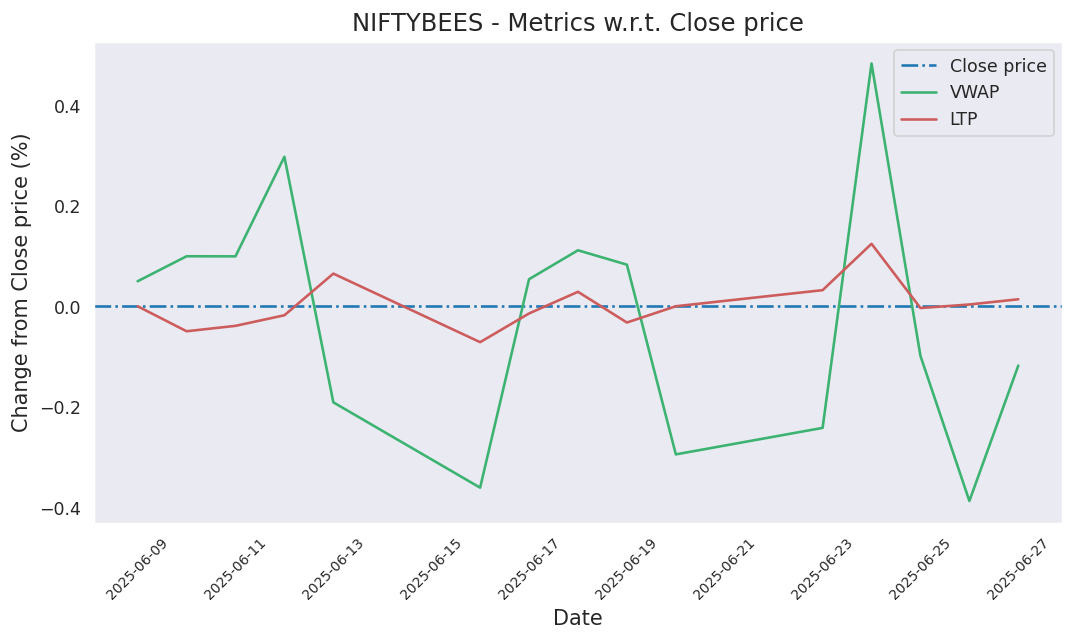 NIFTYBEES - Metrics w.r.t. Close price
Close price
VWAP
LTP
Change from Close price (%)
0.4
0.2
0.0
−0.2
−0.4
2025-06-09
2025-06-11
2025-06-13
2025-06-15
2025-06-17
2025-06-19
2025-06-21
2025-06-23
2025-06-25
2025-06-27
Date